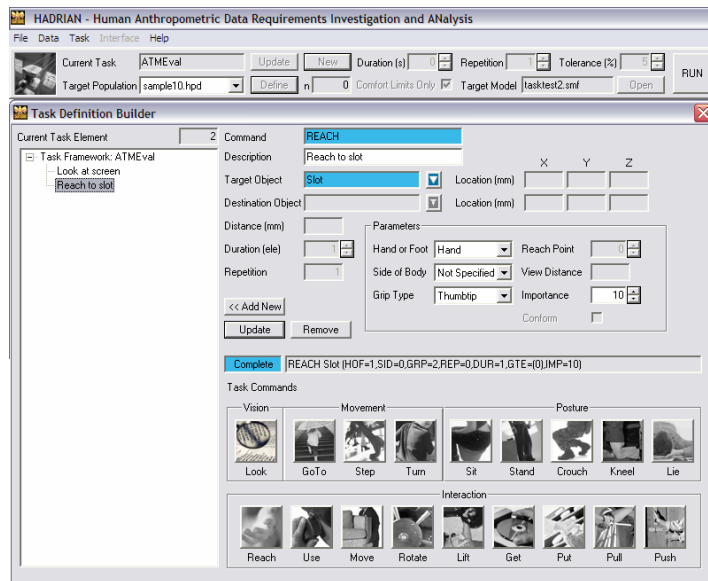 HADRIAN - Human Anthropometric Data Requirements Investigation and ANalysis
File Data Task Interface Help
Current Task ATMEval Update New Duration (s) 0 Repetition 1 Tolerance (%) 5 RUN
Target Population sample10.hpd Define n 0 Comfort Limits Only Target Model tasktest2.smf Open
Task Definition Builder
Current Task Element 2 Command REACH
Task Framework: ATMEval Description Reach to slot
X Y Z
Look at screen
Reach to slot Target Object Slot Location (mm)
Destination Object Location (mm)
Distance (mm) Parameters
Duration (ele) 1 Hand or Foot Hand Reach Point 0
Repetition 1 Side of Body Not Specified View Distance
Grip Type Thumbtip Importance 10
<< Add New
Conform
Update Remove
Complete REACH Slot (HOF=1,SID=0,GRP=2,REP=0,DUR=1,GTE=(0),IMP=10)
Task Commands
Vision Movement Posture
Look GoTo Step Turn Sit Stand Crouch Kneel Lie
Interaction
Reach Use Move Rotate Lift Get Put Pull Push